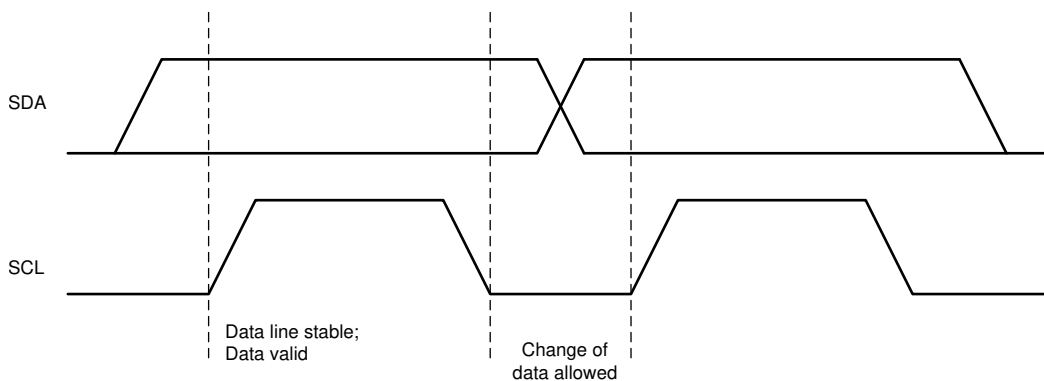 SDA
SCL
Data line stable;
Data valid
Change of
data allowed